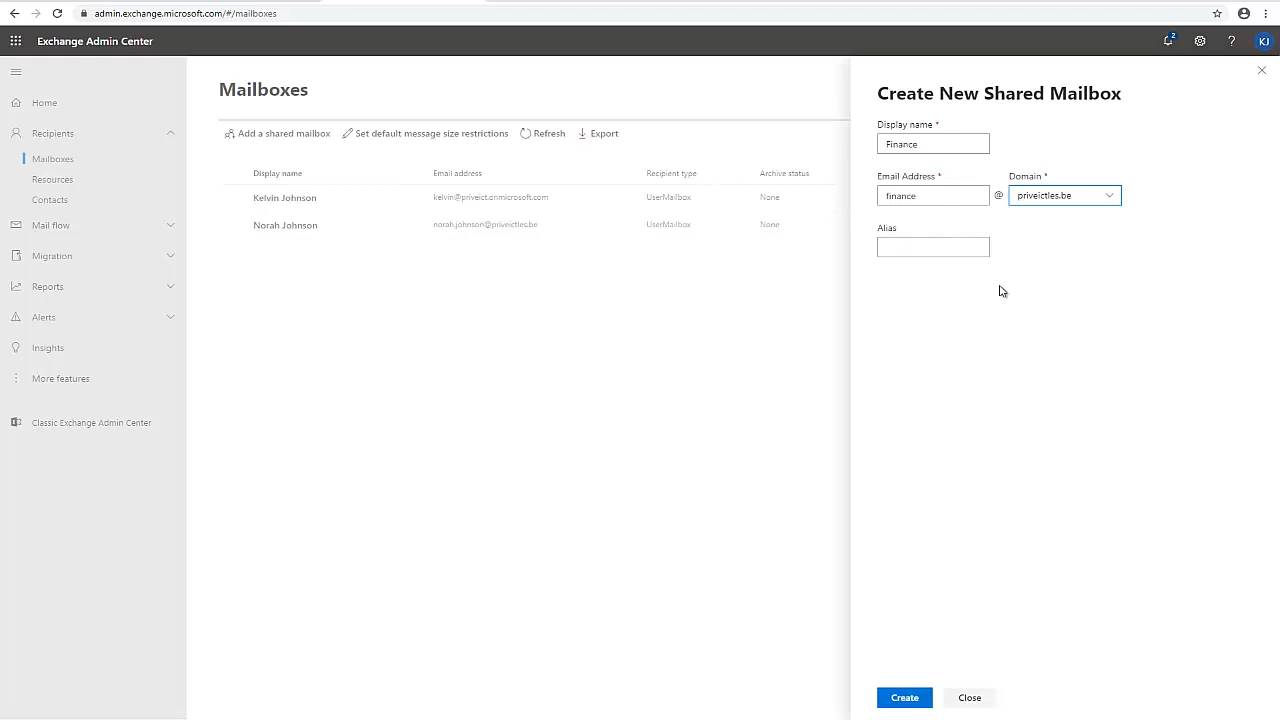 admin.exchange.microsoft.com/#/mailboxes
Exchange Admin Center
2
?
KJ
Home
Recipients
Mailboxes
Resources
Contacts
Mail flow
Migration
Reports
Alerts
Insights
More features
Classic Exchange Admin Center
Mailboxes
Add a shared mailbox Set default message size restrictions Refresh Export
Display name Email address Recipient type Archive status
Kelvin Johnson kelvin@priveict.onmicrosoft.com UserMailbox None
Norah Johnson norah.johnson@priveictles.be UserMailbox None
Create New Shared Mailbox
Display name *
Finance
Email Address * Domain *
finance @ priveictles.be
Alias
Create Close